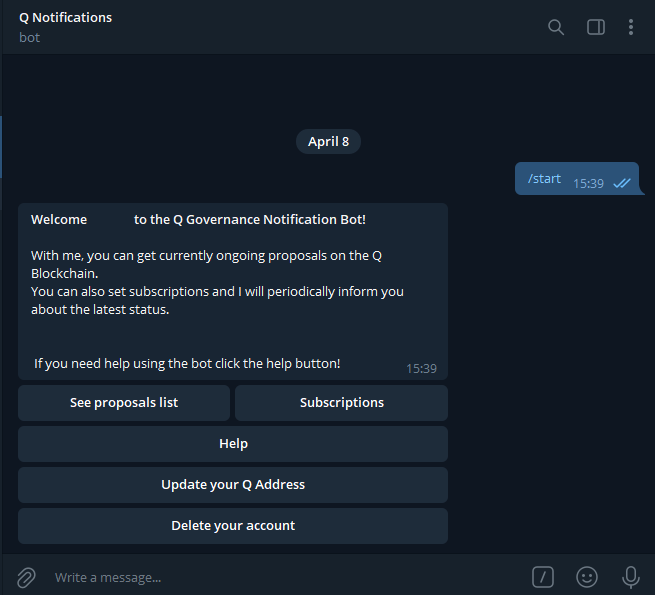 Q Notifications
bot
April 8
/start 15:39
Welcome to the Q Governance Notification Bot!
With me, you can get currently ongoing proposals on the Q
Blockchain.
You can also set subscriptions and I will periodically inform you
about the latest status.
If you need help using the bot click the help button! 15:39
See proposals list Subscriptions
Help
Update your Q Address
Delete your account
Write a message...